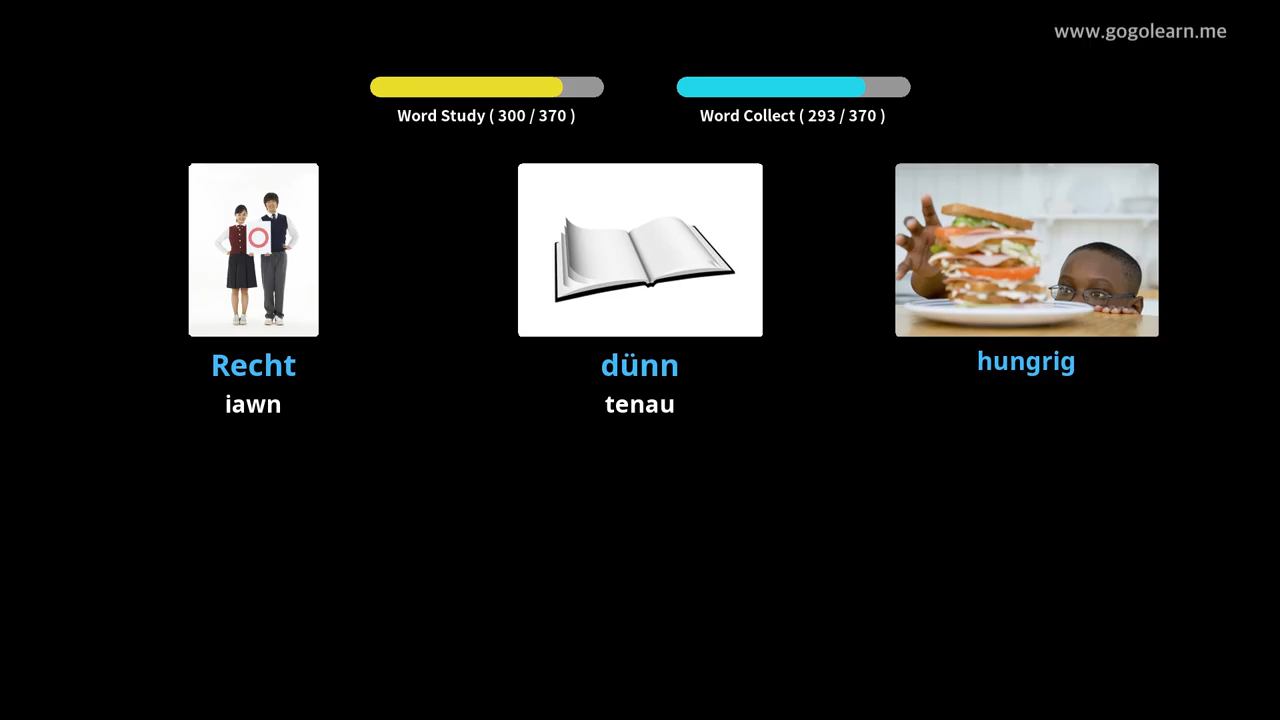 www.gogolearn.me
Word Study ( 300 / 370 )
Word Collect ( 293 / 370 )
Recht
iawn
dünn
tenau
hungrig